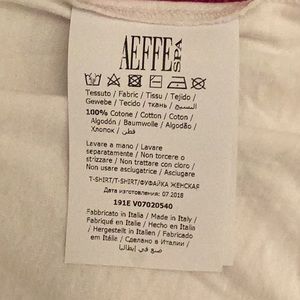 AEFFE SPA
Tessuto / Fabric / Tissu / Tejido /
Gewebe / Tecido / ткань / النسيج
100% Cotone / Cotton / Coton /
Algodón / Baumwolle / Algodão /
Хлопок / قطن
Lavare a mano / Lavare
separatamente / Non torcere o
strizzare / Non trattare con cloro /
Non usare asciugatrice / Asciugare
T-SHIRT/T-SHIRT/ФУФАЙКА ЖЕНСКАЯ
Дата изготовления: 07.2018
191E V07020540
Fabbricato in Italia / Made in Italy /
Fabriqué en Italie / Hecho en Italia /
Hergestellt in Italien / Fabricado
em Itália / Сделано в Италии /
صنع في إيطاليا